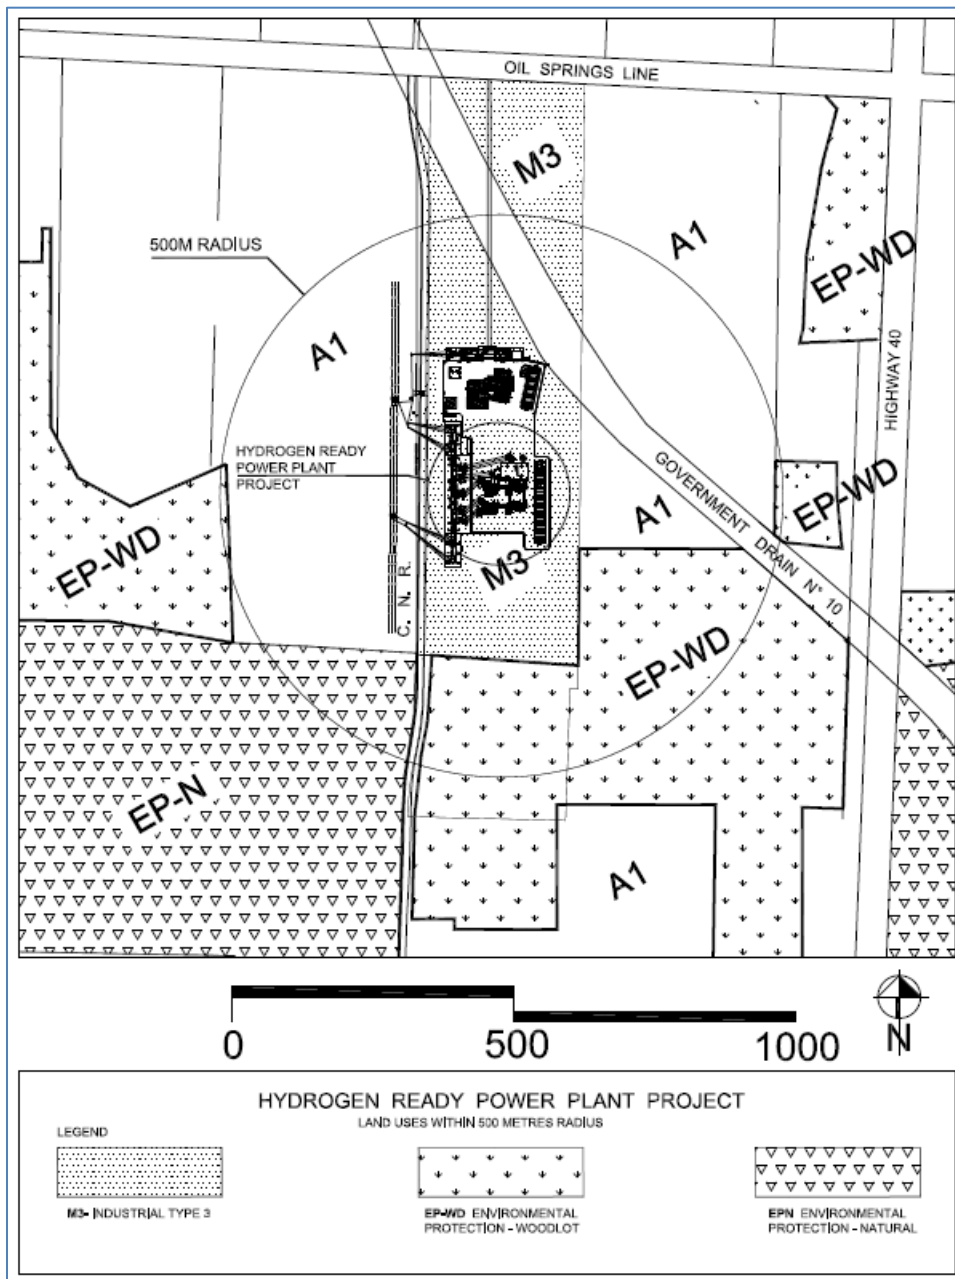 OIL SPRINGS LINE
M3
A1
500M RADIUS
EP-WD
A1
HIGHWAY 40
HYDROGEN READY
POWER PLANT
PROJECT
EP-WD
A1
GOVERNMENT DRAIN N° 10
EP-WD
M3
C. N. R.
EP-WD
EP-N
A1
0 500 1000
N
HYDROGEN READY POWER PLANT PROJECT
LAND USES WITHIN 500 METRES RADIUS
LEGEND
M3- INDUSTRIAL TYPE 3
EP-WD ENVIRONMENTAL
PROTECTION - WOODLOT
EPN ENVIRONMENTAL
PROTECTION - NATURAL